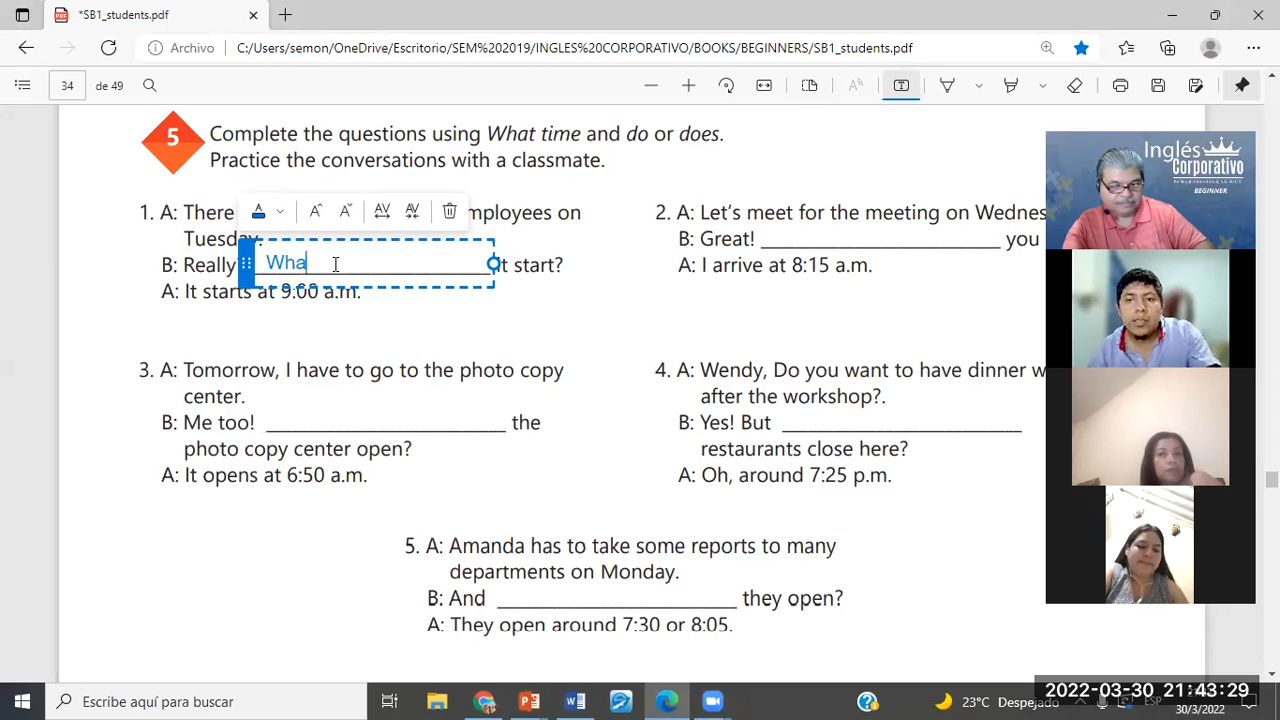 *SB1_students.pdf
Archivo
C:/Users/semon/OneDrive/Escritorio/SEM%202019/INGLES%20CORPORATIVO/BOOKS/BEGINNERS/SB1_students.pdf
34 de 49
5
Complete the questions using What time and do or does.
Practice the conversations with a classmate.
Inglés
Corporativo
BEGINNER
1. A: There mployees on
Tuesday.
B: Really Wha it start?
A: It starts at 9:00 a.m.
2. A: Let's meet for the meeting on Wednes
B: Great! ________________________ you
A: I arrive at 8:15 a.m.
3. A: Tomorrow, I have to go to the photo copy
center.
B: Me too! ________________________ the
photo copy center open?
A: It opens at 6:50 a.m.
4. A: Wendy, Do you want to have dinner w
after the workshop?.
B: Yes! But ________________________
restaurants close here?
A: Oh, around 7:25 p.m.
5. A: Amanda has to take some reports to many
departments on Monday.
B: And ________________________ they open?
A: They open around 7:30 or 8:05.
Escribe aquí para buscar
23°C Despejado
2022-03-30 21:43:29
30/3/2022